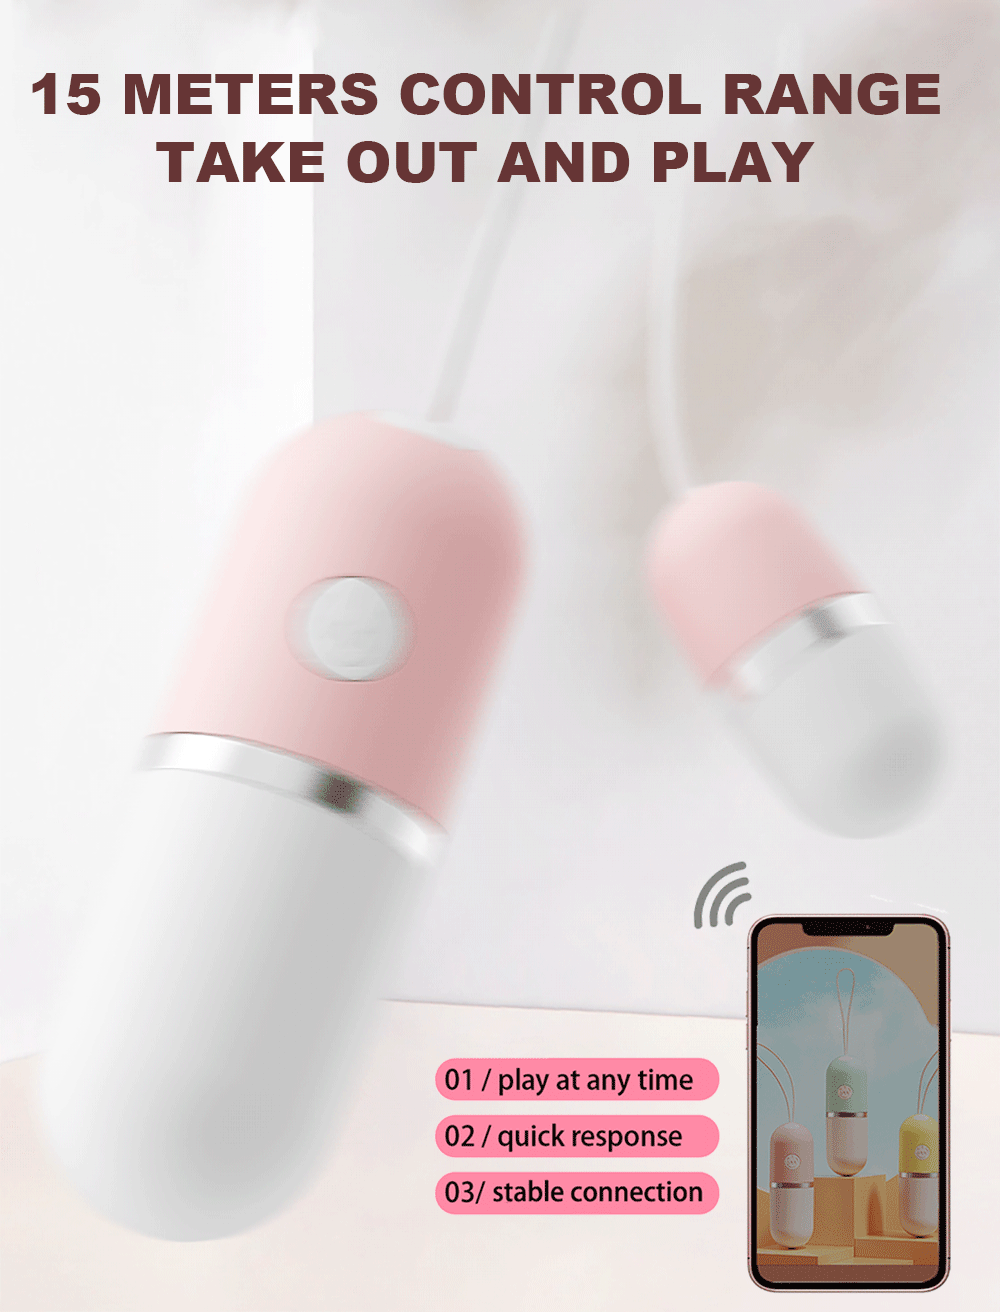 15 METERS CONTROL RANGE
TAKE OUT AND PLAY
01 / play at any time
02 / quick response
03/ stable connection